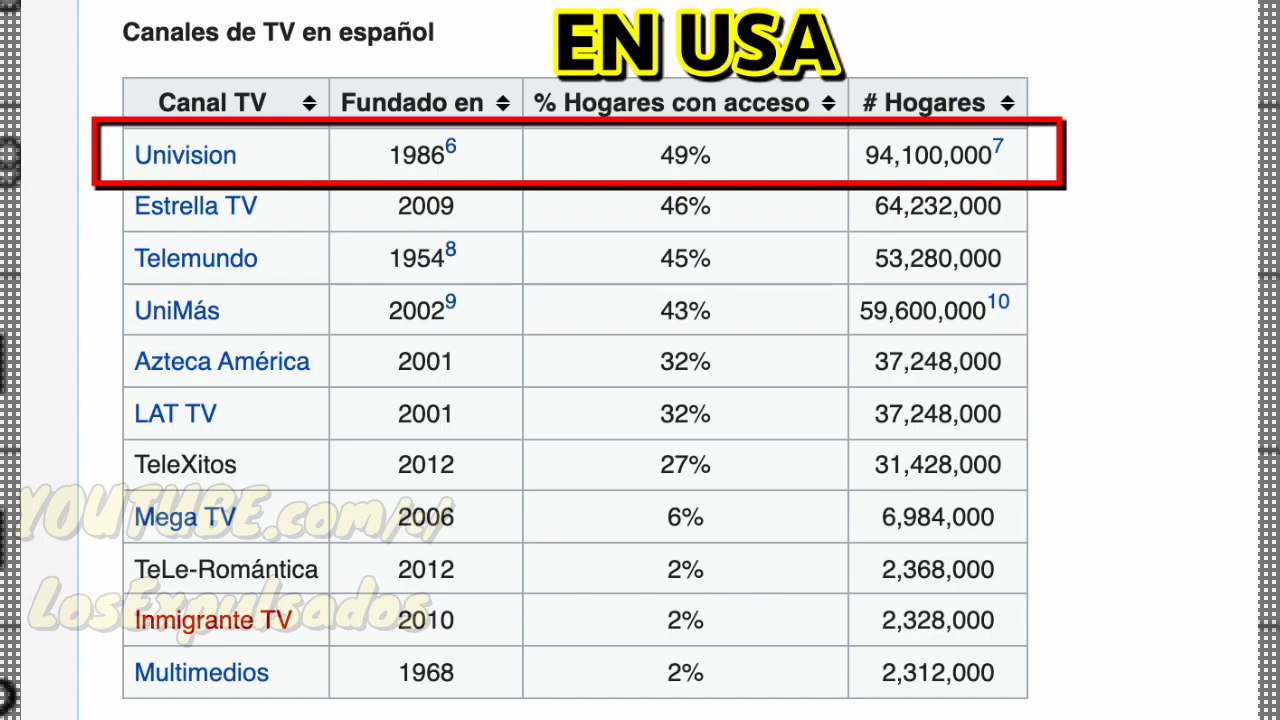 Canales de TV en español
EN USA
Canal TV Fundado en % Hogares con acceso # Hogares
Univision 1986⁶ 49% 94,100,000⁷
Estrella TV 2009 46% 64,232,000
Telemundo 1954⁸ 45% 53,280,000
UniMás 2002⁹ 43% 59,600,000¹⁰
Azteca América 2001 32% 37,248,000
LAT TV 2001 32% 37,248,000
TeleXitos 2012 27% 31,428,000
Mega TV 2006 6% 6,984,000
TeLe-Romántica 2012 2% 2,368,000
Inmigrante TV 2010 2% 2,328,000
Multimedios 1968 2% 2,312,000
YOUTUBE.com/c/
LosExpulsados